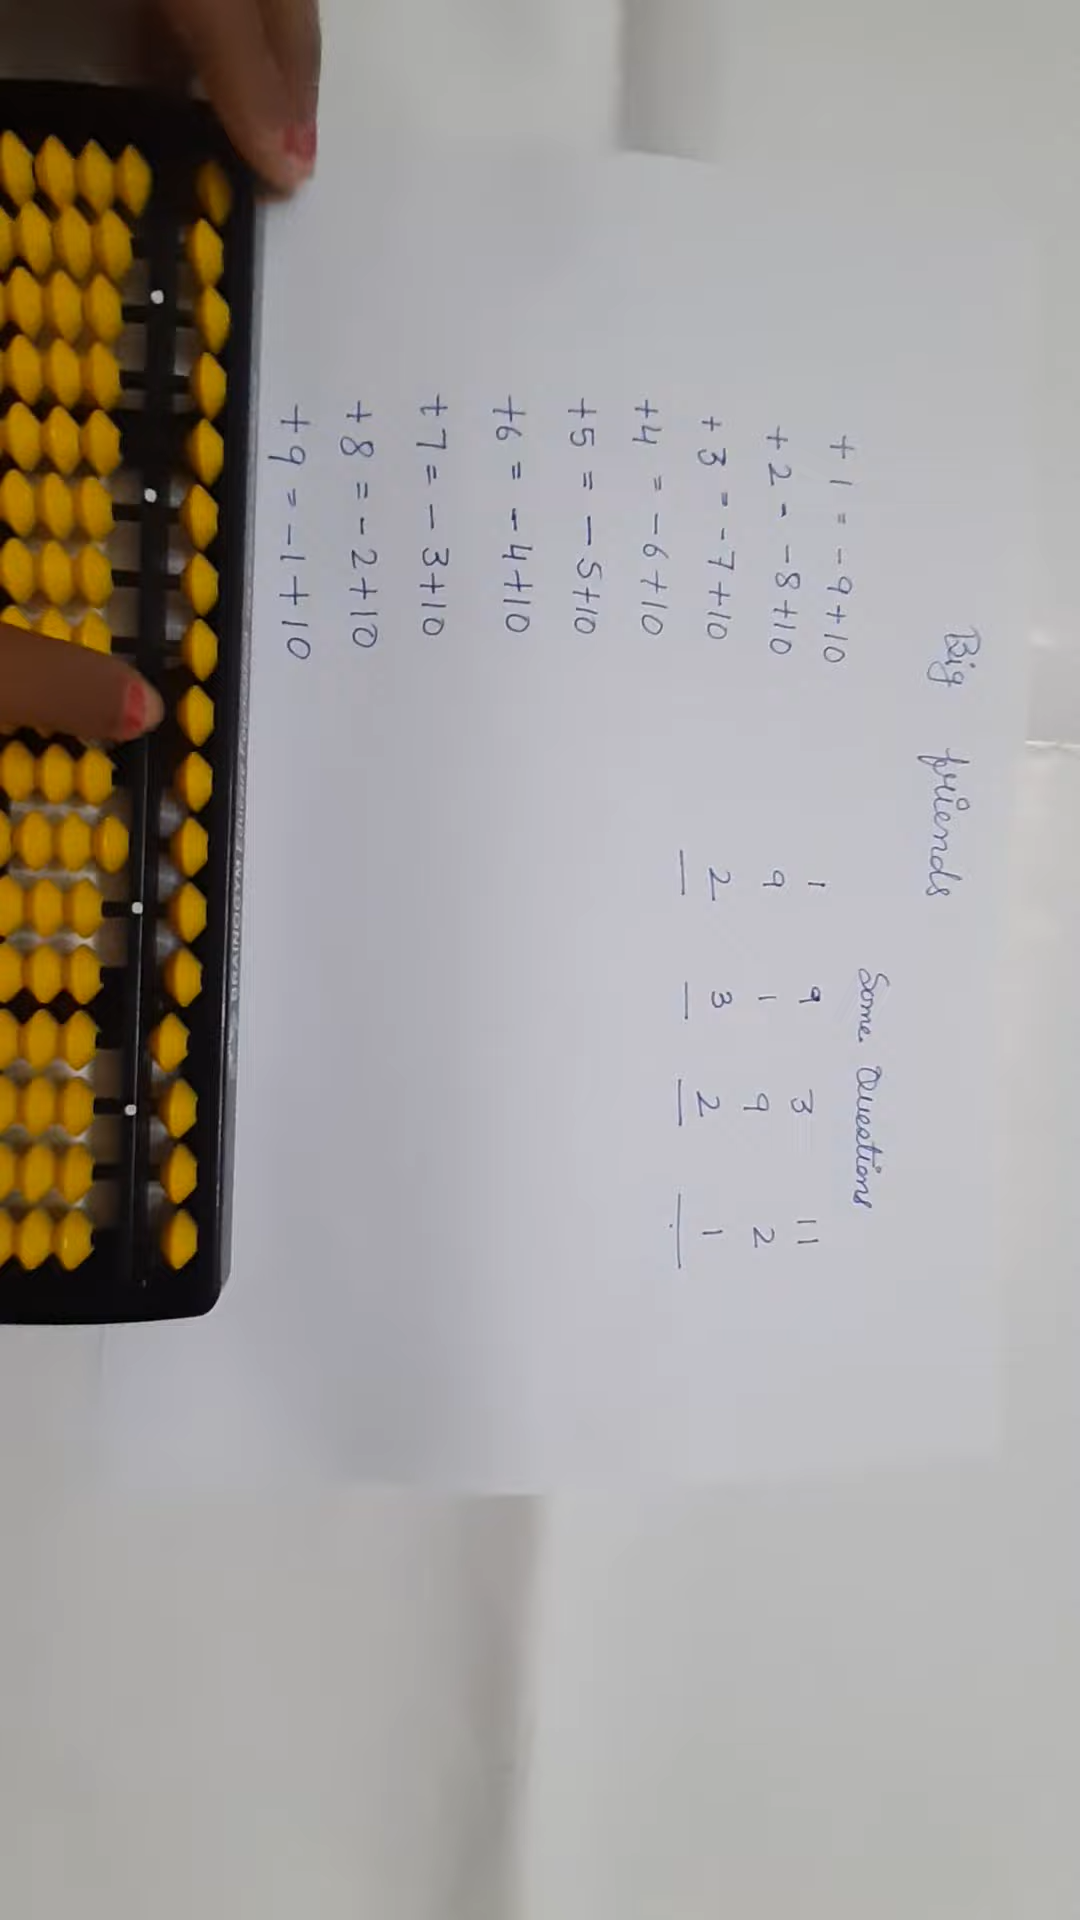 Big friends
+1 = -9+10
+2 - -8+10
+3 = -7+10
+4 = -6+10
+5 = -5+10
+6 = -4+10
+7 = -3+10
+8 = -2+10
+9 = -1+10
Some Questions
1 9 3 11
9 1 9 2
2 3 2 1
BRAINOGYM